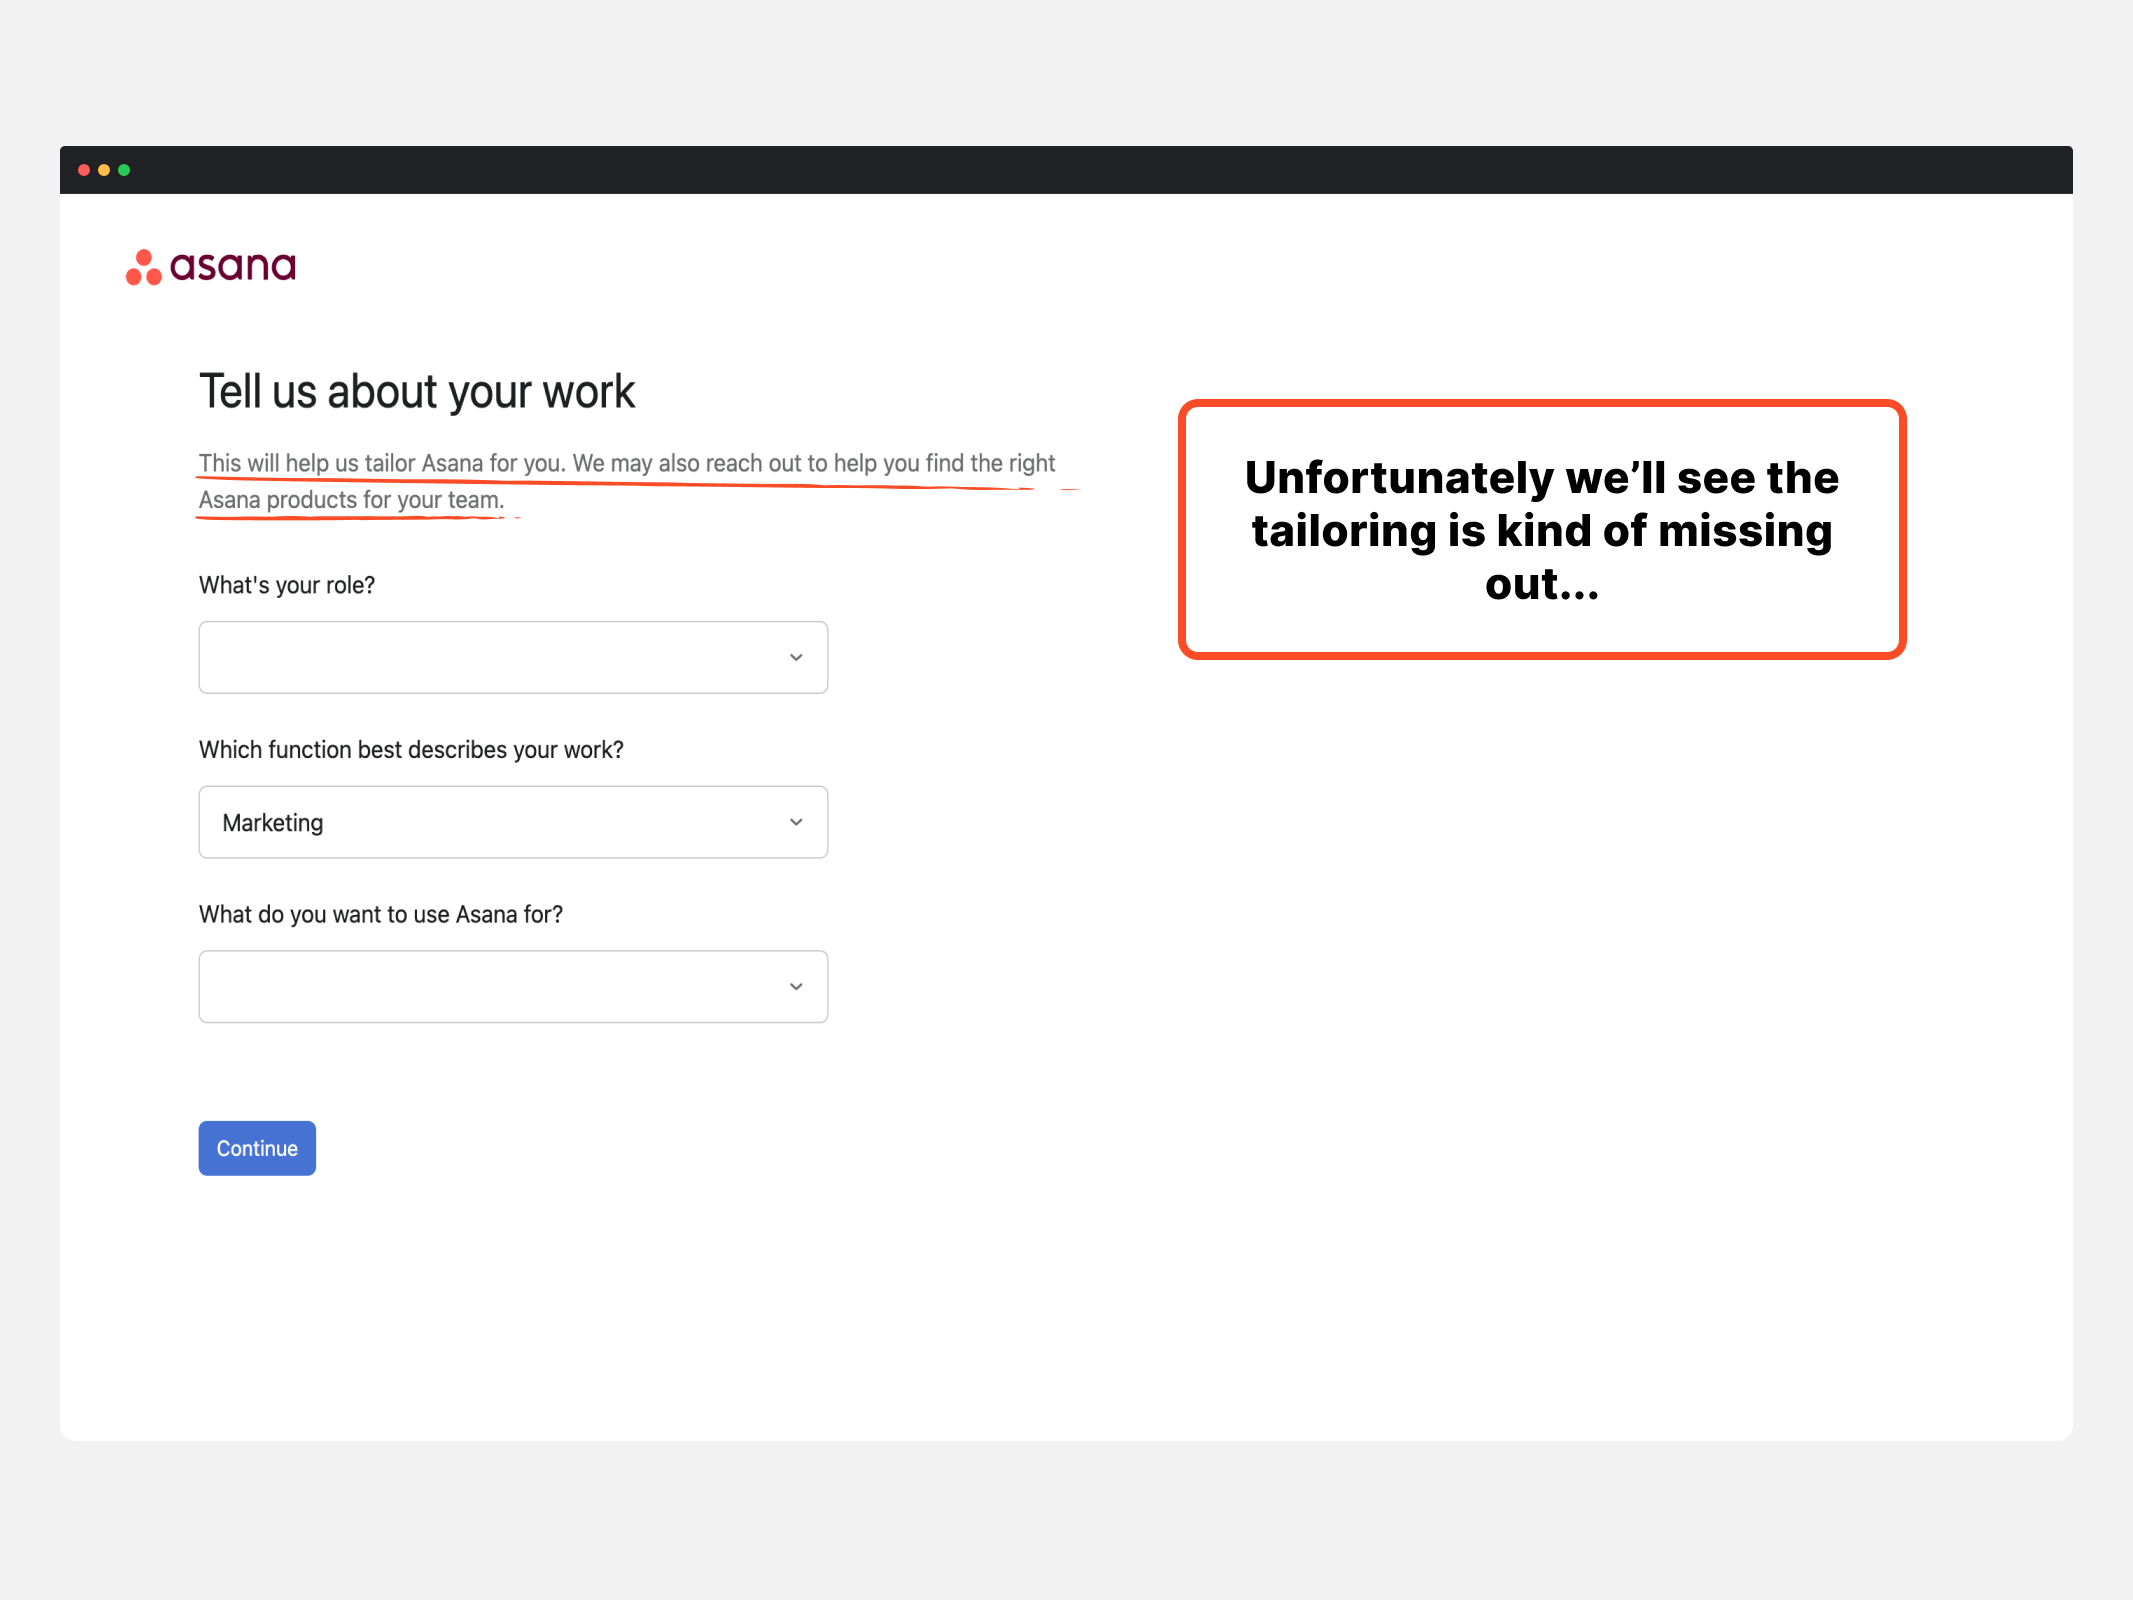 asana
Tell us about your work
This will help us tailor Asana for you. We may also reach out to help you find the right
Asana products for your team.
What's your role?
Which function best describes your work?
Marketing
What do you want to use Asana for?
Continue
Unfortunately we’ll see the
tailoring is kind of missing
out...